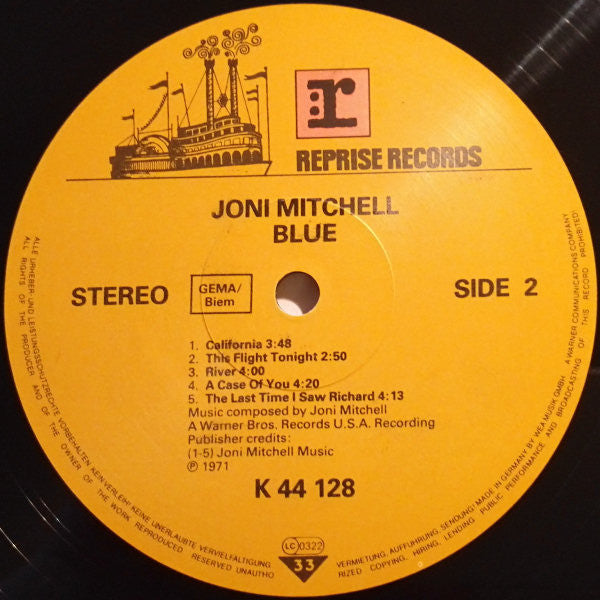 r
REPRISE RECORDS
JONI MITCHELL
BLUE
STEREO
GEMA/
Biem
SIDE 2
1. California 3:48
2. This Flight Tonight 2:50
3. River 4:00
4. A Case Of You 4:20
5. The Last Time I Saw Richard 4:13
Music composed by Joni Mitchell
A Warner Bros. Records U.S.A. Recording
Publisher credits:
(1-5) Joni Mitchell Music
℗ 1971
K 44 128
LC 0322
33
ALLE URHEBER- UND LEISTUNGSSCHUTZRECHTE VORBEHALTEN. KEIN VERLEIH! KEINE UNERLAUBTE VERVIELFÄLTIGUNG, VERMIETUNG, AUFFÜHRUNG, SENDUNG! MADE IN GERMANY BY WEA MUSIK GMBH A WARNER COMMUNICATIONS COMPANY
ALL RIGHTS OF THE PRODUCER AND OF THE OWNER OF THE WORK REPRODUCED RESERVED UNAUTHO RIZED COPYING, HIRING, LENDING PUBLIC PERFORMANCE AND BROADCASTING OF THIS RECORD PROHIBITED!